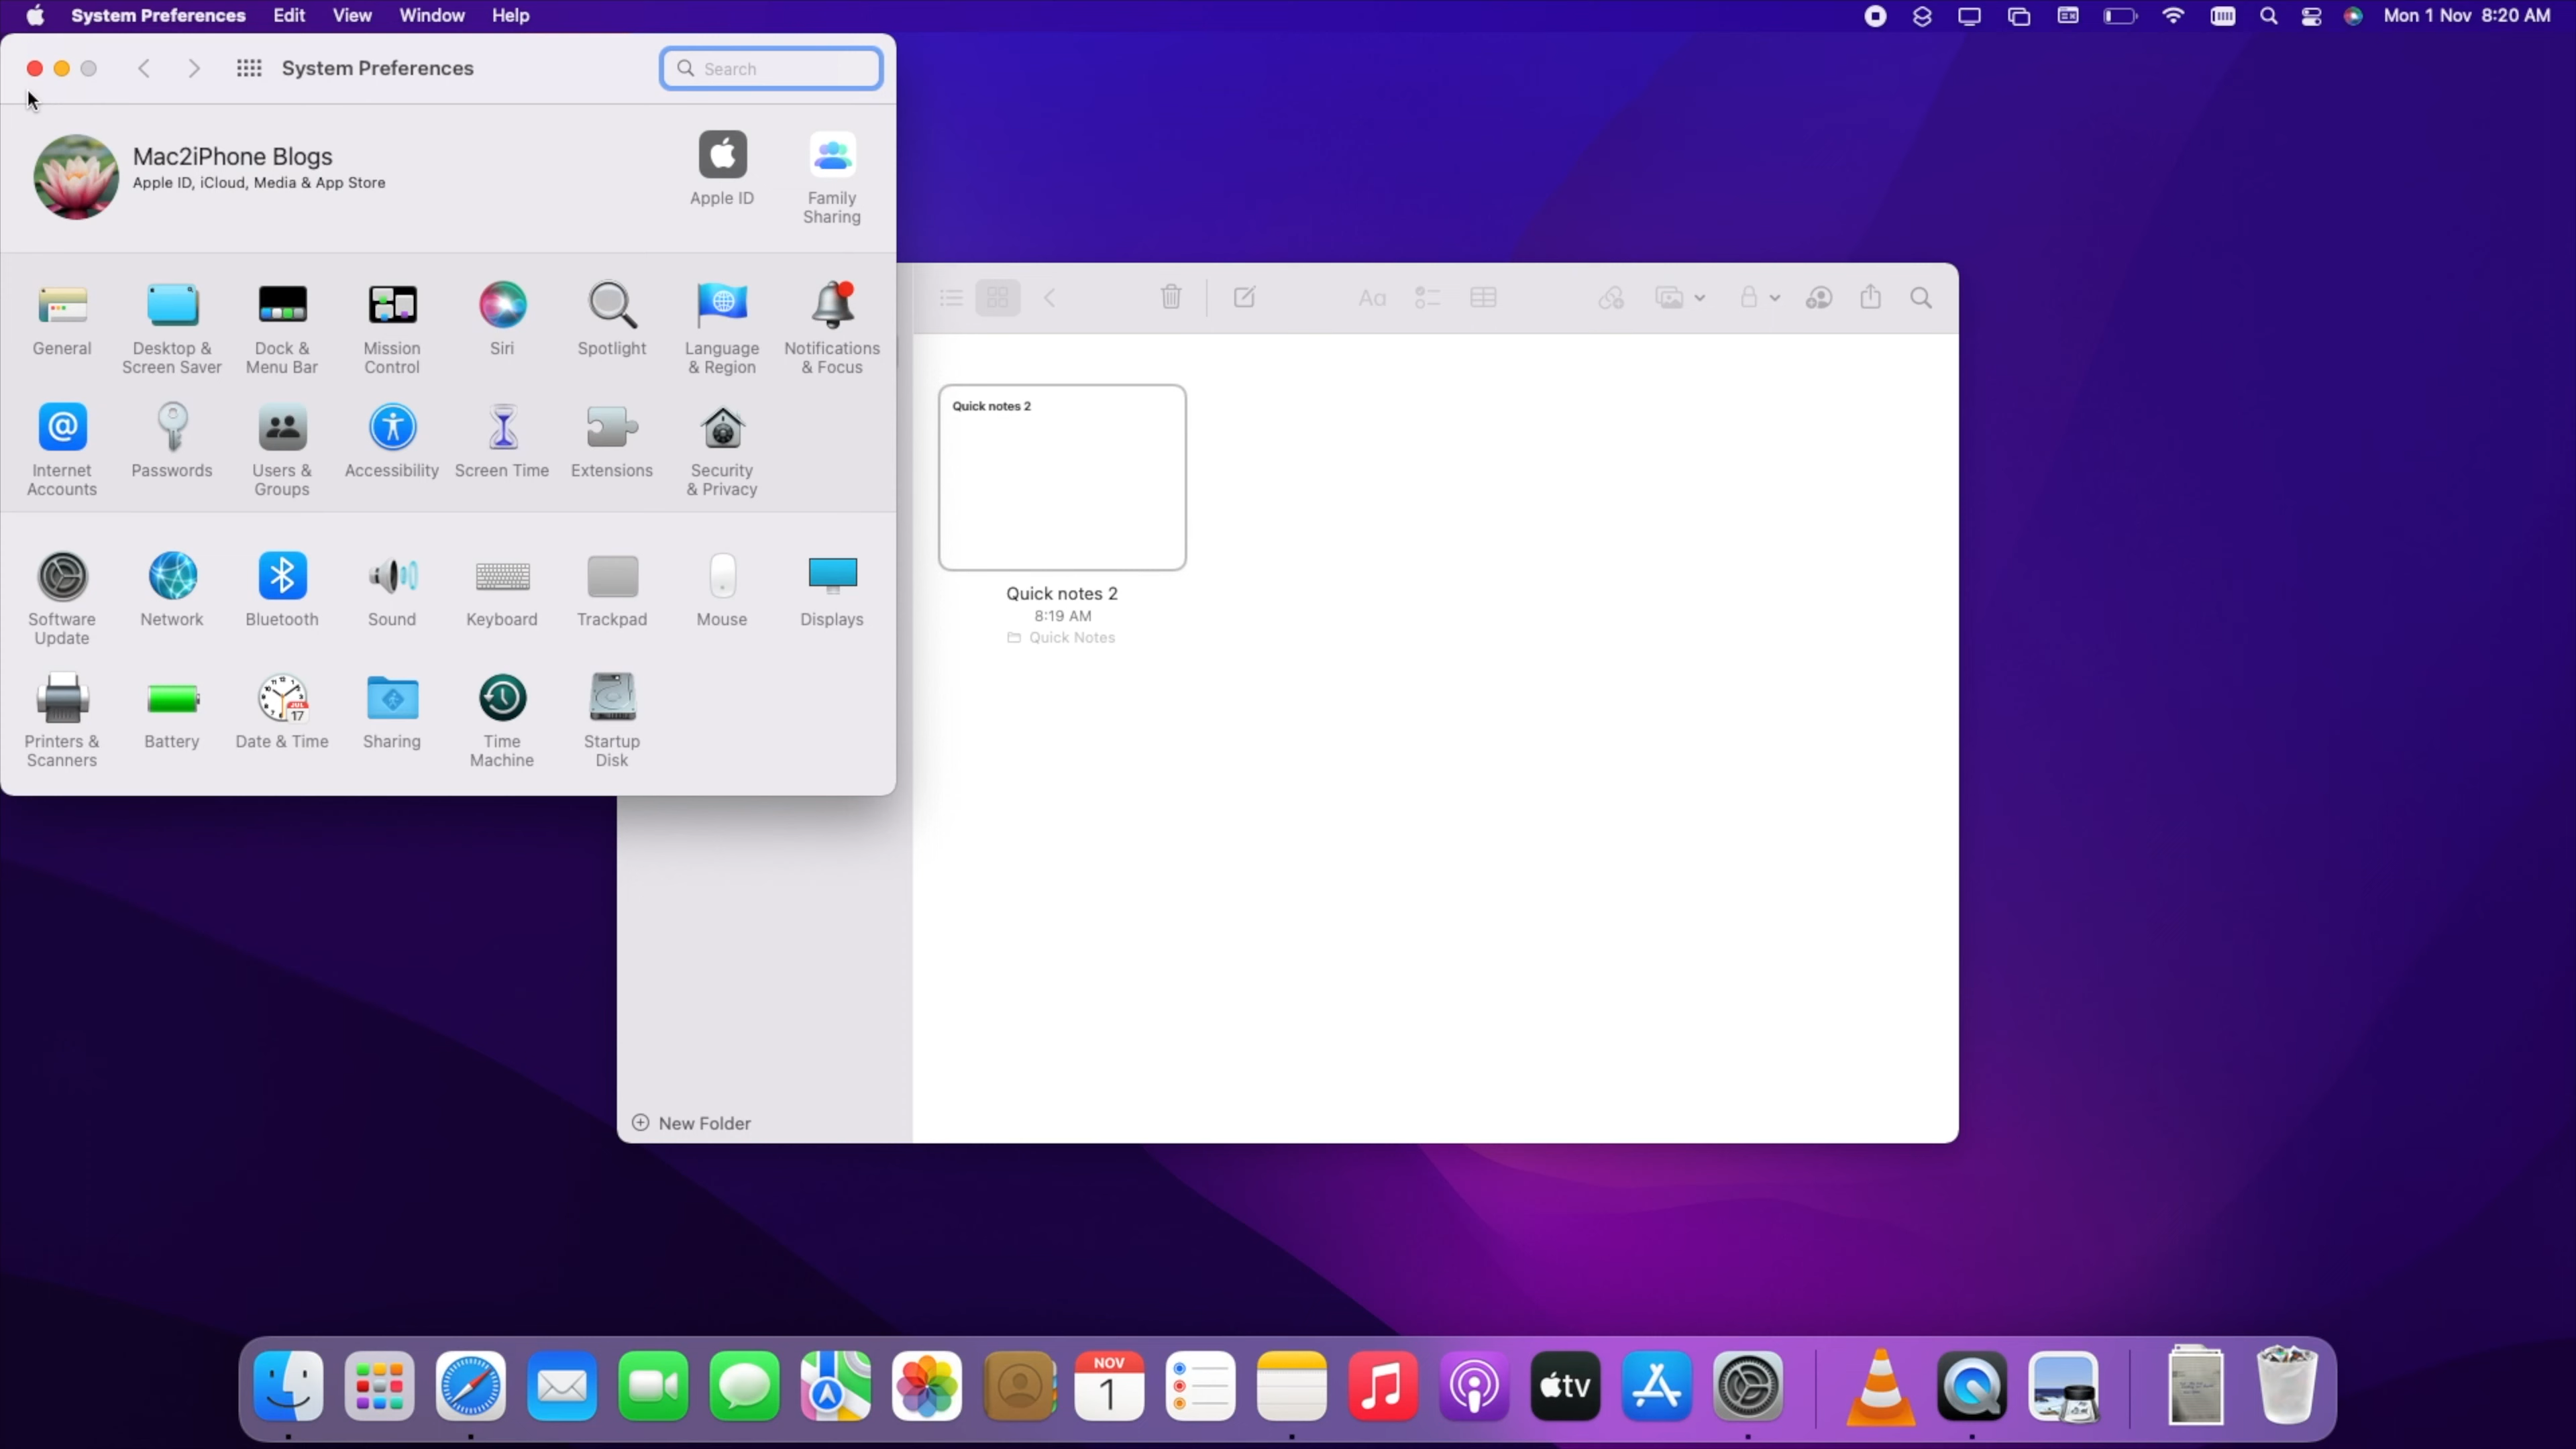 System Preferences Edit View Window Help Mon 1 Nov 8:20 AM
System Preferences Search
Mac2iPhone Blogs
Apple ID, iCloud, Media & App Store
Apple ID
Family
Sharing
General
Desktop &
Screen Saver
Dock &
Menu Bar
Mission
Control
Siri
Spotlight
Language
& Region
Notifications
& Focus
Internet
Accounts
Passwords
Users &
Groups
Accessibility
Screen Time
Extensions
Security
& Privacy
Software
Update
Network
Bluetooth
Sound
Keyboard
Trackpad
Mouse
Displays
Printers &
Scanners
Battery
JUL
17
Date & Time
Sharing
Time
Machine
Startup
Disk
Aa
Quick notes 2
Quick notes 2
8:19 AM
Quick Notes
New Folder
NOV
1
tv